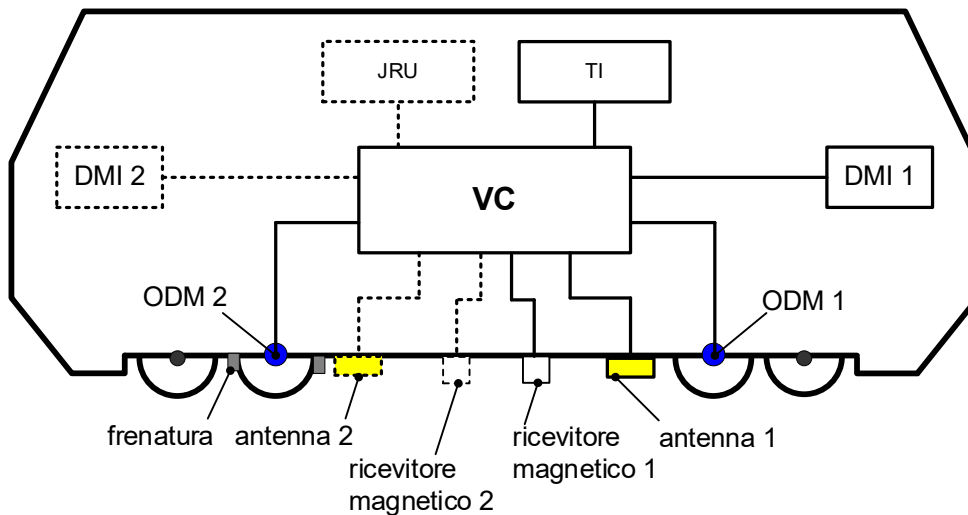 JRU
TI
DMI 2
VC
DMI 1
ODM 2
ODM 1
frenatura
antenna 2
ricevitore
magnetico 2
ricevitore
magnetico 1
antenna 1